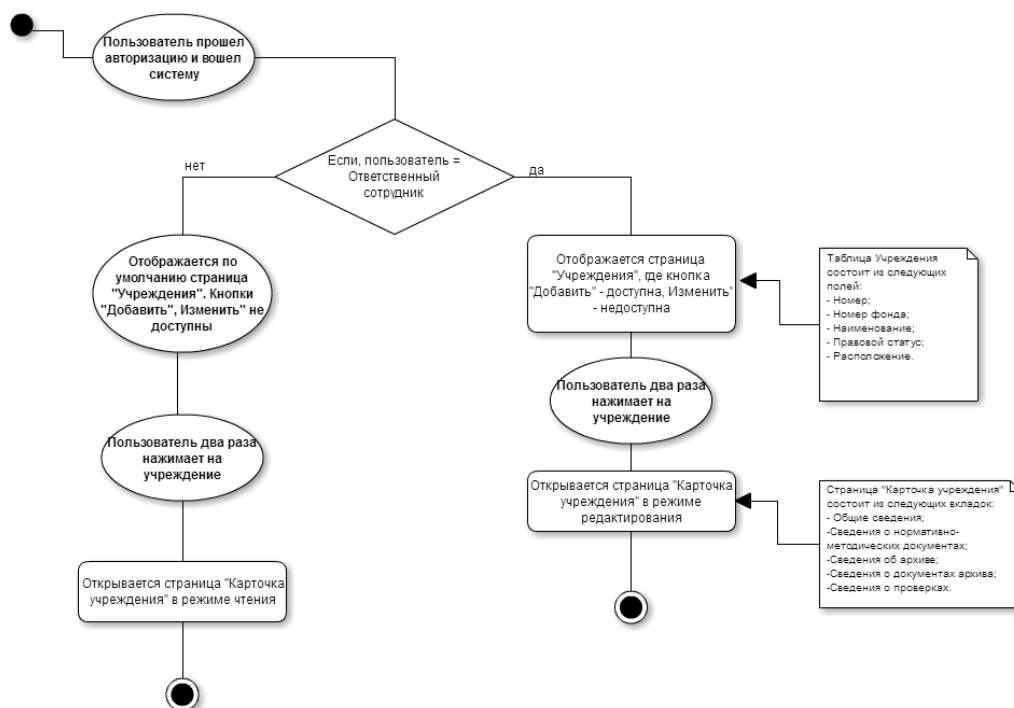 Пользователь прошел
авторизацию и вошел
систему
Если, пользователь =
Ответственный
сотрудник
нет
да
Отображается по
умолчанию страница
"Учреждения". Кнопки
"Добавить", Изменить" не
доступны
Отображается страница
"Учреждения", где кнопка
"Добавить" - доступна, Изменить"
- недоступна
Таблица Учреждения
состоит из следующих
полей:
- Номер;
- Номер фонда;
- Наименование;
- Правовой статус;
- Расположение.
Пользователь два раза
нажимает на
учреждение
Пользователь два раза
нажимает на
учреждение
Открывается страница "Карточка
учреждения" в режиме
редактирования
Страница "Карточка учреждения"
состоит из следующих вкладок:
- Общие сведения;
-Сведения о нормативно-
методических документах;
-Сведения об архиве;
-Сведения о документах архива;
-Сведения о проверках.
Открывается страница "Карточка
учреждения" в режиме чтения